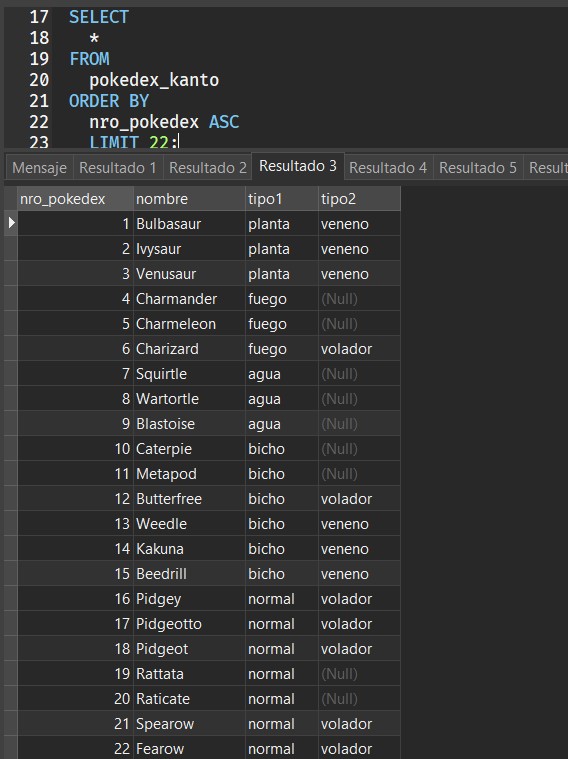 17 SELECT
18 *
19 FROM
20 pokedex_kanto
21 ORDER BY
22 nro_pokedex ASC
23 LIMIT 22;
Mensaje Resultado 1 Resultado 2 Resultado 3 Resultado 4 Resultado 5 Result
nro_pokedex nombre tipo1 tipo2
1 Bulbasaur planta veneno
2 Ivysaur planta veneno
3 Venusaur planta veneno
4 Charmander fuego (Null)
5 Charmeleon fuego (Null)
6 Charizard fuego volador
7 Squirtle agua (Null)
8 Wartortle agua (Null)
9 Blastoise agua (Null)
10 Caterpie bicho (Null)
11 Metapod bicho (Null)
12 Butterfree bicho volador
13 Weedle bicho veneno
14 Kakuna bicho veneno
15 Beedrill bicho veneno
16 Pidgey normal volador
17 Pidgeotto normal volador
18 Pidgeot normal volador
19 Rattata normal (Null)
20 Raticate normal (Null)
21 Spearow normal volador
22 Fearow normal volador